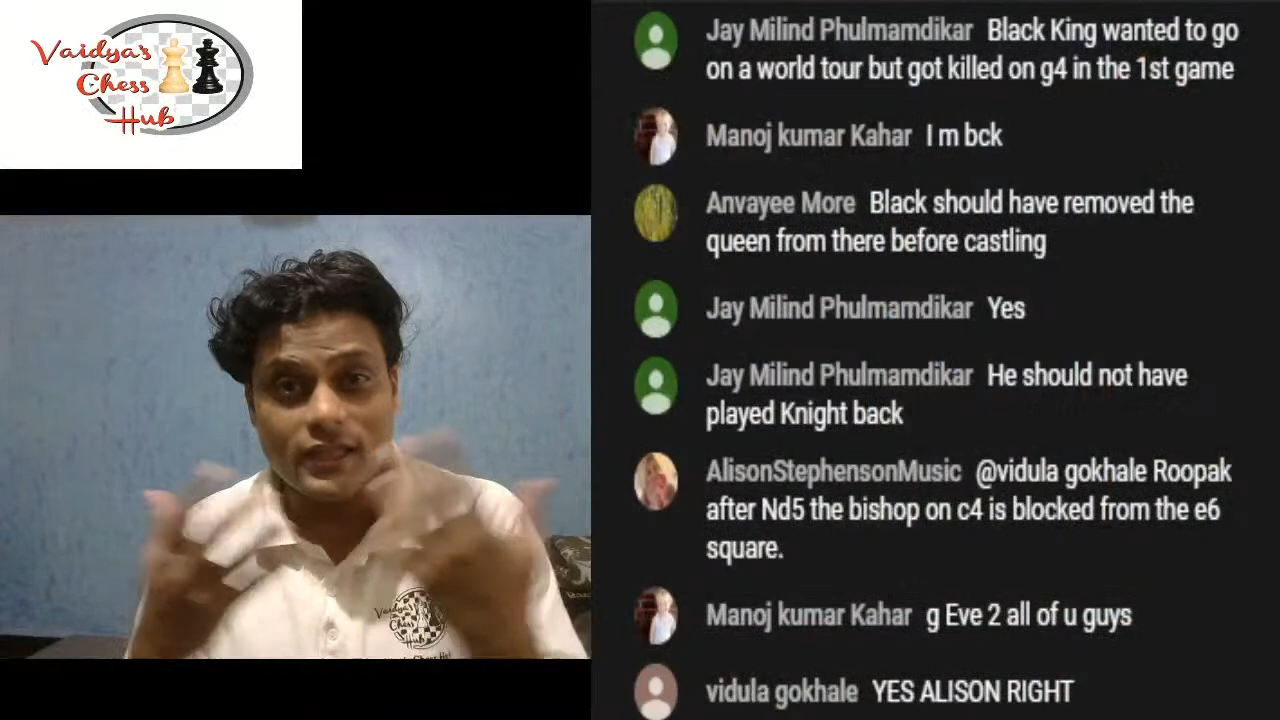 Vaidya's
Chess
Hub
Jay Milind Phulmamdikar Black King wanted to go
on a world tour but got killed on g4 in the 1st game
Manoj kumar Kahar I m bck
Anvayee More Black should have removed the
queen from there before castling
Jay Milind Phulmamdikar Yes
Jay Milind Phulmamdikar He should not have
played Knight back
AlisonStephensonMusic @vidula gokhale Roopak
after Nd5 the bishop on c4 is blocked from the e6
square.
Manoj kumar Kahar g Eve 2 all of u guys
vidula gokhale YES ALISON RIGHT